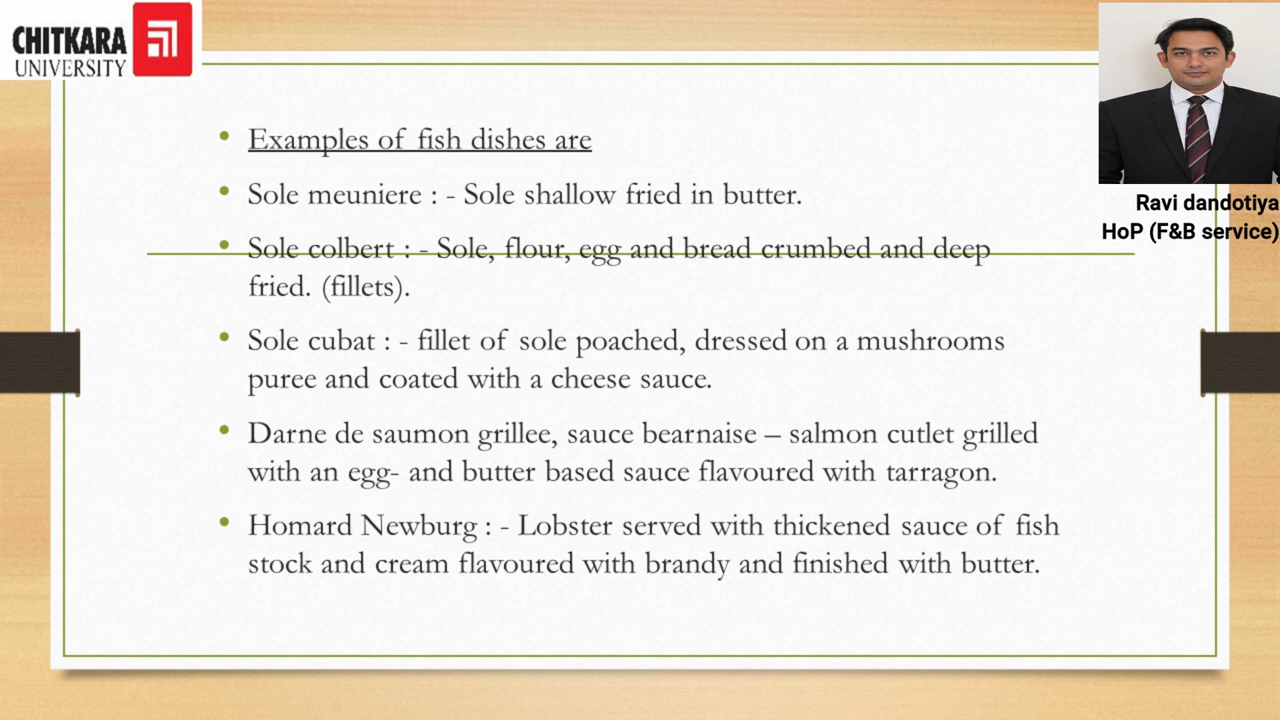 CHITKARA
UNIVERSITY
• Examples of fish dishes are
• Sole meuniere : - Sole shallow fried in butter.
• Sole colbert : - Sole, flour, egg and bread crumbed and deep
fried. (fillets).
• Sole cubat : - fillet of sole poached, dressed on a mushrooms
puree and coated with a cheese sauce.
• Darne de saumon grillee, sauce bearnaise – salmon cutlet grilled
with an egg- and butter based sauce flavoured with tarragon.
• Homard Newburg : - Lobster served with thickened sauce of fish
stock and cream flavoured with brandy and finished with butter.
Ravi dandotiya
HoP (F&B service)